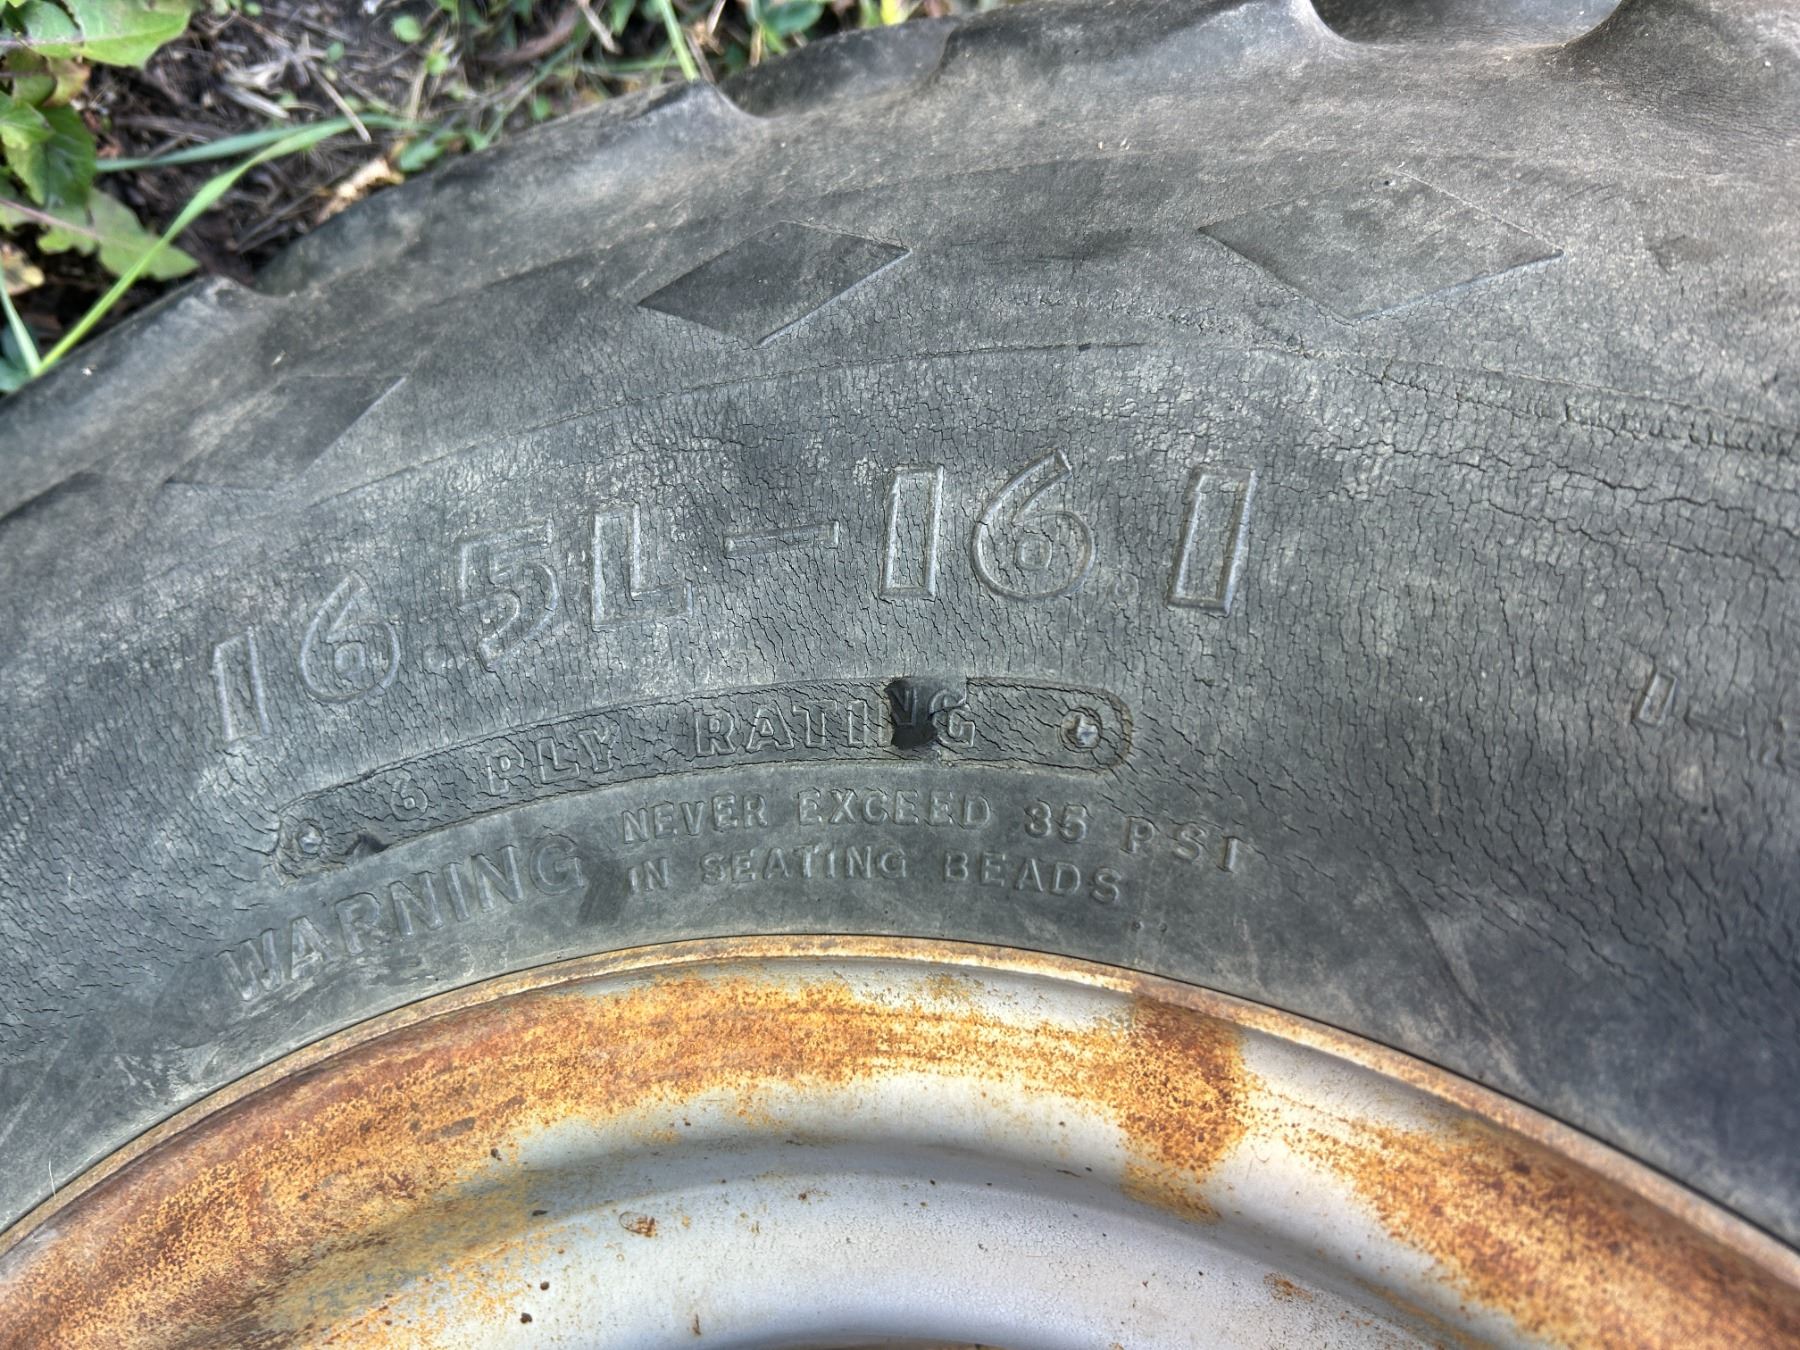 16.5L-16.1
6 PLY RATING
WARNING NEVER EXCEED 35 PSI
IN SEATING BEADS